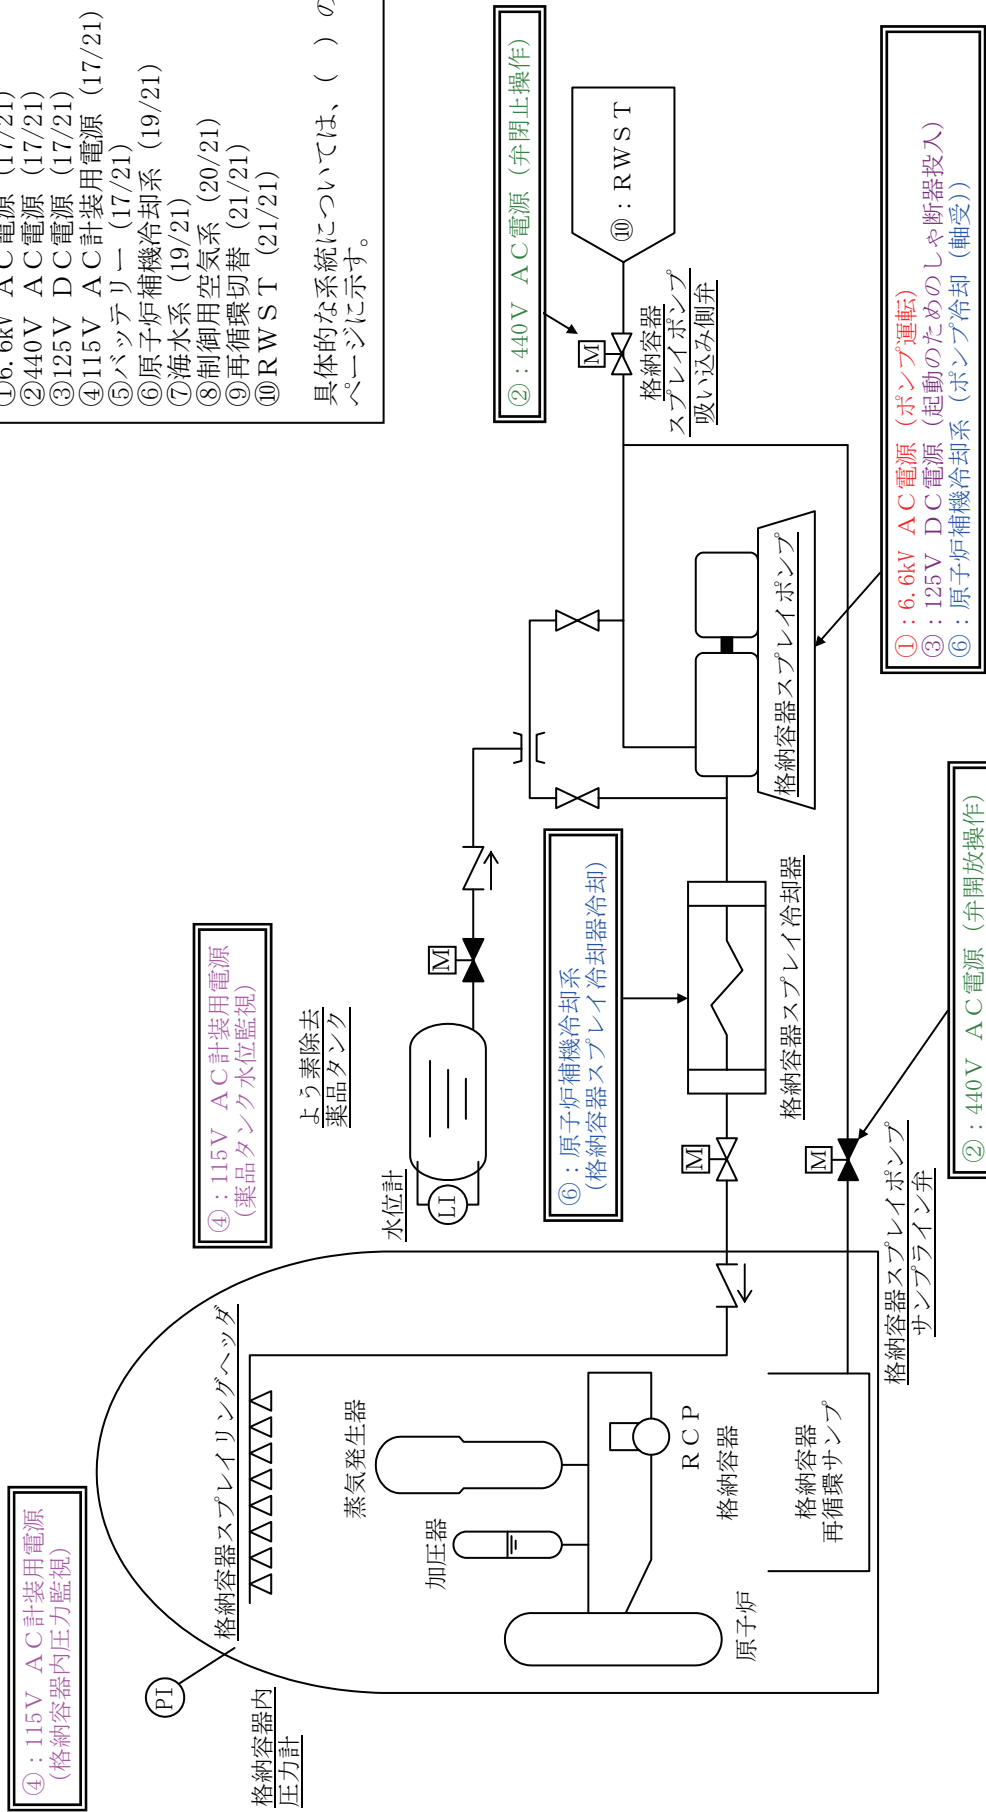 ①6.6kV AC電源 (17/21)
②440V AC電源 (17/21)
③125V DC電源 (17/21)
④115V AC計装用電源 (17/21)
⑤バッテリー (17/21)
⑥原子炉補機冷却系 (19/21)
⑦海水系 (19/21)
⑧制御用空気系 (20/21)
⑨再循環切替 (21/21)
⑩RWST (21/21)
具体的な系統については、( ) の
ページに示す。
④:115V AC計装用電源
(格納容器内圧力監視)
PI
格納容器内
圧力計
格納容器スプレイリングヘッダ
④:115V AC計装用電源
(薬品タンク水位監視)
よう素除去
薬品タンク
水位計
LI
M
②:440V AC電源 (弁閉止操作)
M
⑩:RWST
格納容器
スプレイポンプ
吸い込み側弁
蒸気発生器
加圧器
RCP
原子炉
格納容器
格納容器
再循環サンプ
⑥:原子炉補機冷却系
(格納容器スプレイ冷却器冷却)
M
格納容器スプレイ冷却器
格納容器スプレイポンプ
M
格納容器スプレイポンプ
サンプライン弁
②:440V AC電源 (弁開放操作)
①:6.6kV AC電源 (ポンプ運転)
③:125V DC電源 (起動のためのしゃ断器投入)
⑥:原子炉補機冷却系 (ポンプ冷却 (軸受))